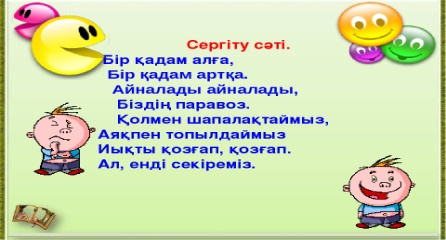 Сергіту сәті.
Бір қадам алға,
Бір қадам артқа.
Айналады айналады,
Біздің паравоз.
Қолмен шапалақтаймыз,
Аяқпен топылдаймыз
Иықты қозғап, қозғап.
Ал, енді секіреміз.